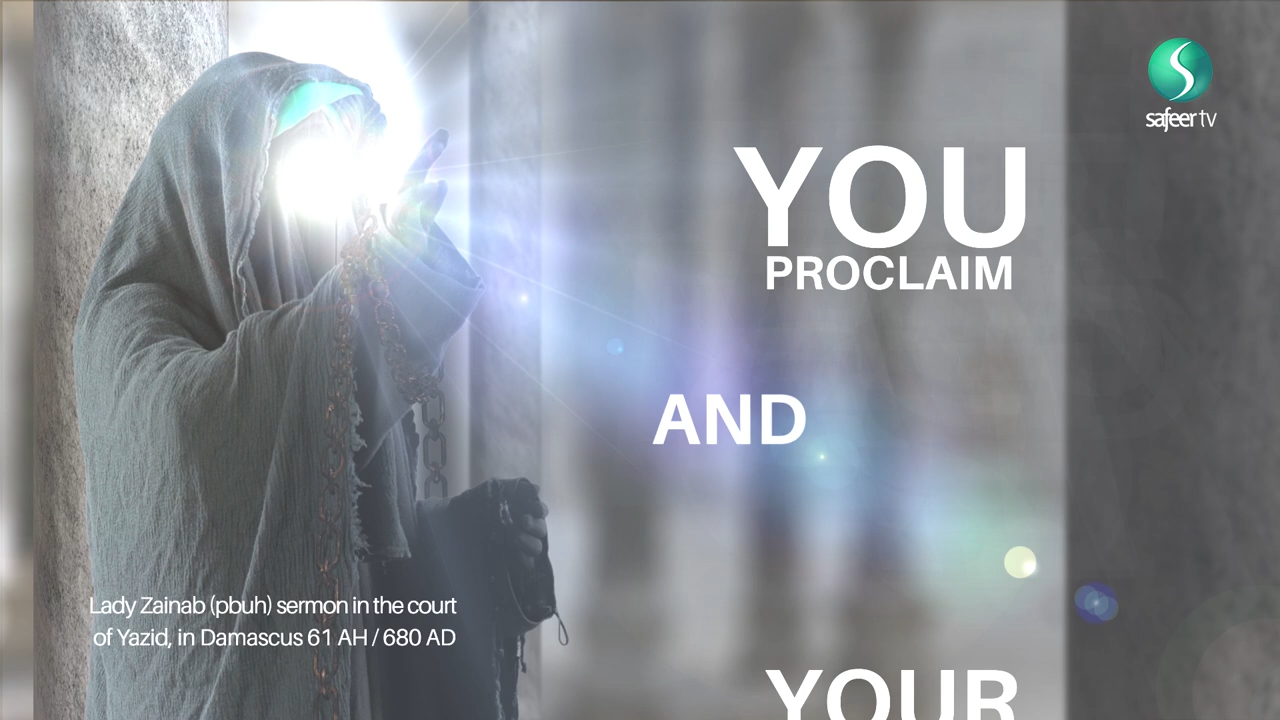 safeer tv
YOU
PROCLAIM
AND
Lady Zainab (pbuh) sermon in the court
of Yazid, in Damascus 61 AH / 680 AD
YOUR